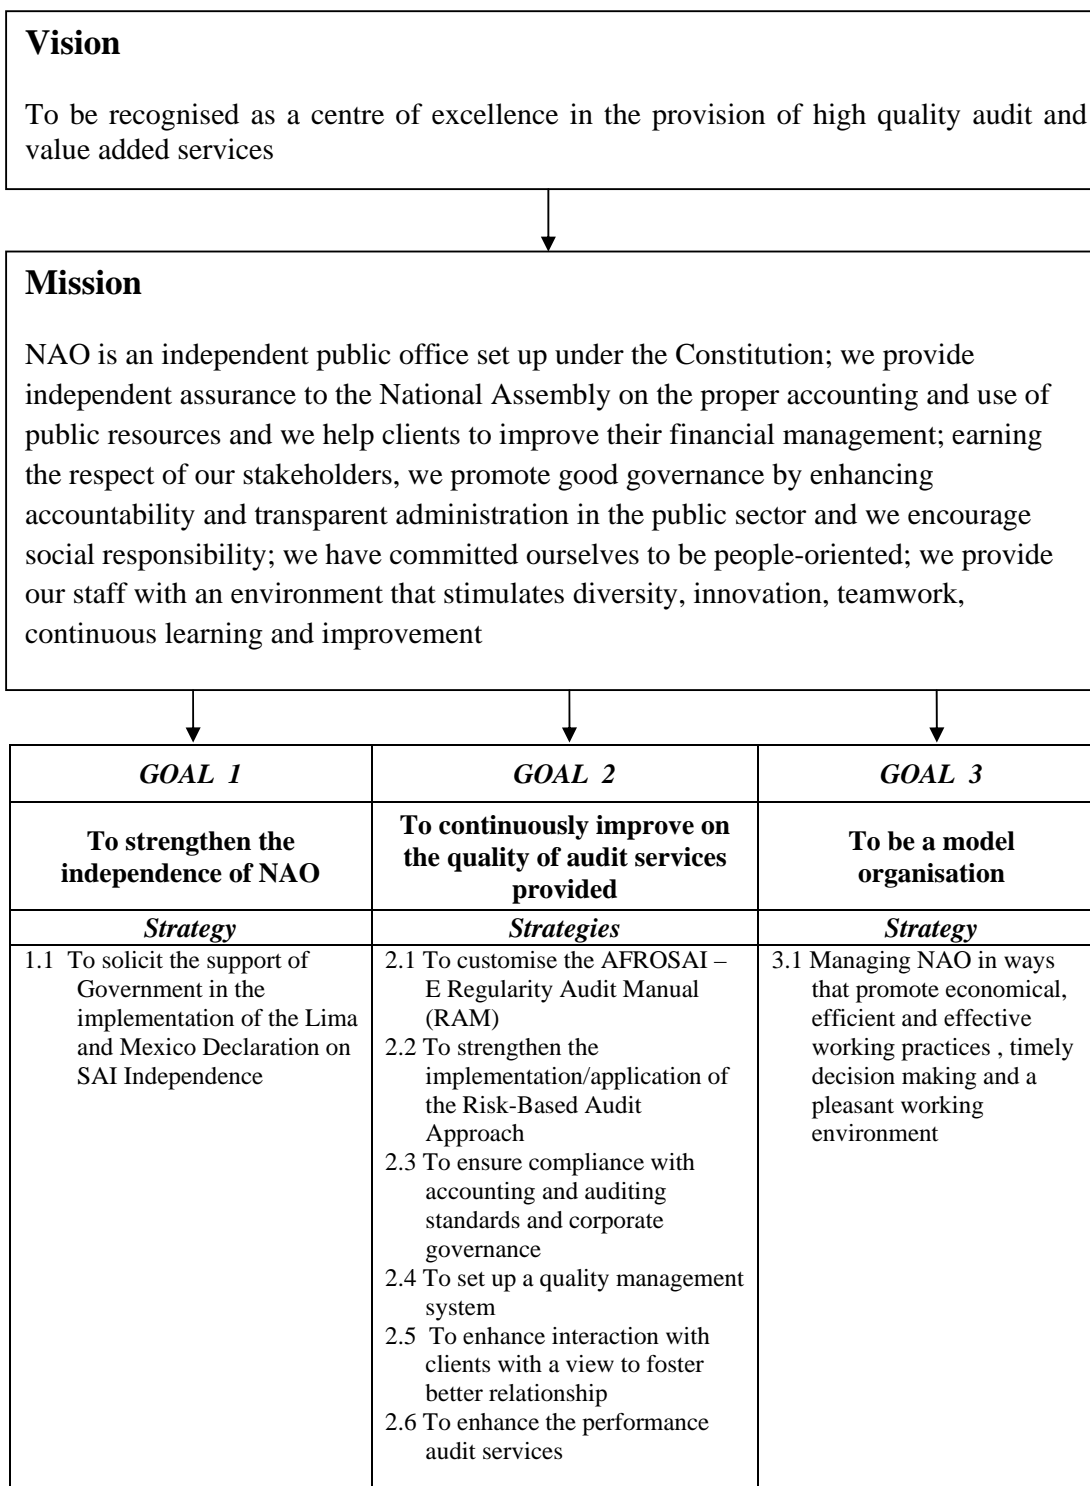 Vision
To be recognised as a centre of excellence in the provision of high quality audit and
value added services
Mission
NAO is an independent public office set up under the Constitution; we provide
independent assurance to the National Assembly on the proper accounting and use of
public resources and we help clients to improve their financial management; earning
the respect of our stakeholders, we promote good governance by enhancing
accountability and transparent administration in the public sector and we encourage
social responsibility; we have committed ourselves to be people-oriented; we provide
our staff with an environment that stimulates diversity, innovation, teamwork,
continuous learning and improvement
GOAL 1
To strengthen the
independence of NAO
Strategy
1.1 To solicit the support of
Government in the
implementation of the Lima
and Mexico Declaration on
SAI Independence
GOAL 2
To continuously improve on
the quality of audit services
provided
Strategies
2.1 To customise the AFROSAI –
E Regularity Audit Manual
(RAM)
2.2 To strengthen the
implementation/application of
the Risk-Based Audit
Approach
2.3 To ensure compliance with
accounting and auditing
standards and corporate
governance
2.4 To set up a quality management
system
2.5 To enhance interaction with
clients with a view to foster
better relationship
2.6 To enhance the performance
audit services
GOAL 3
To be a model
organisation
Strategy
3.1 Managing NAO in ways
that promote economical,
efficient and effective
working practices , timely
decision making and a
pleasant working
environment